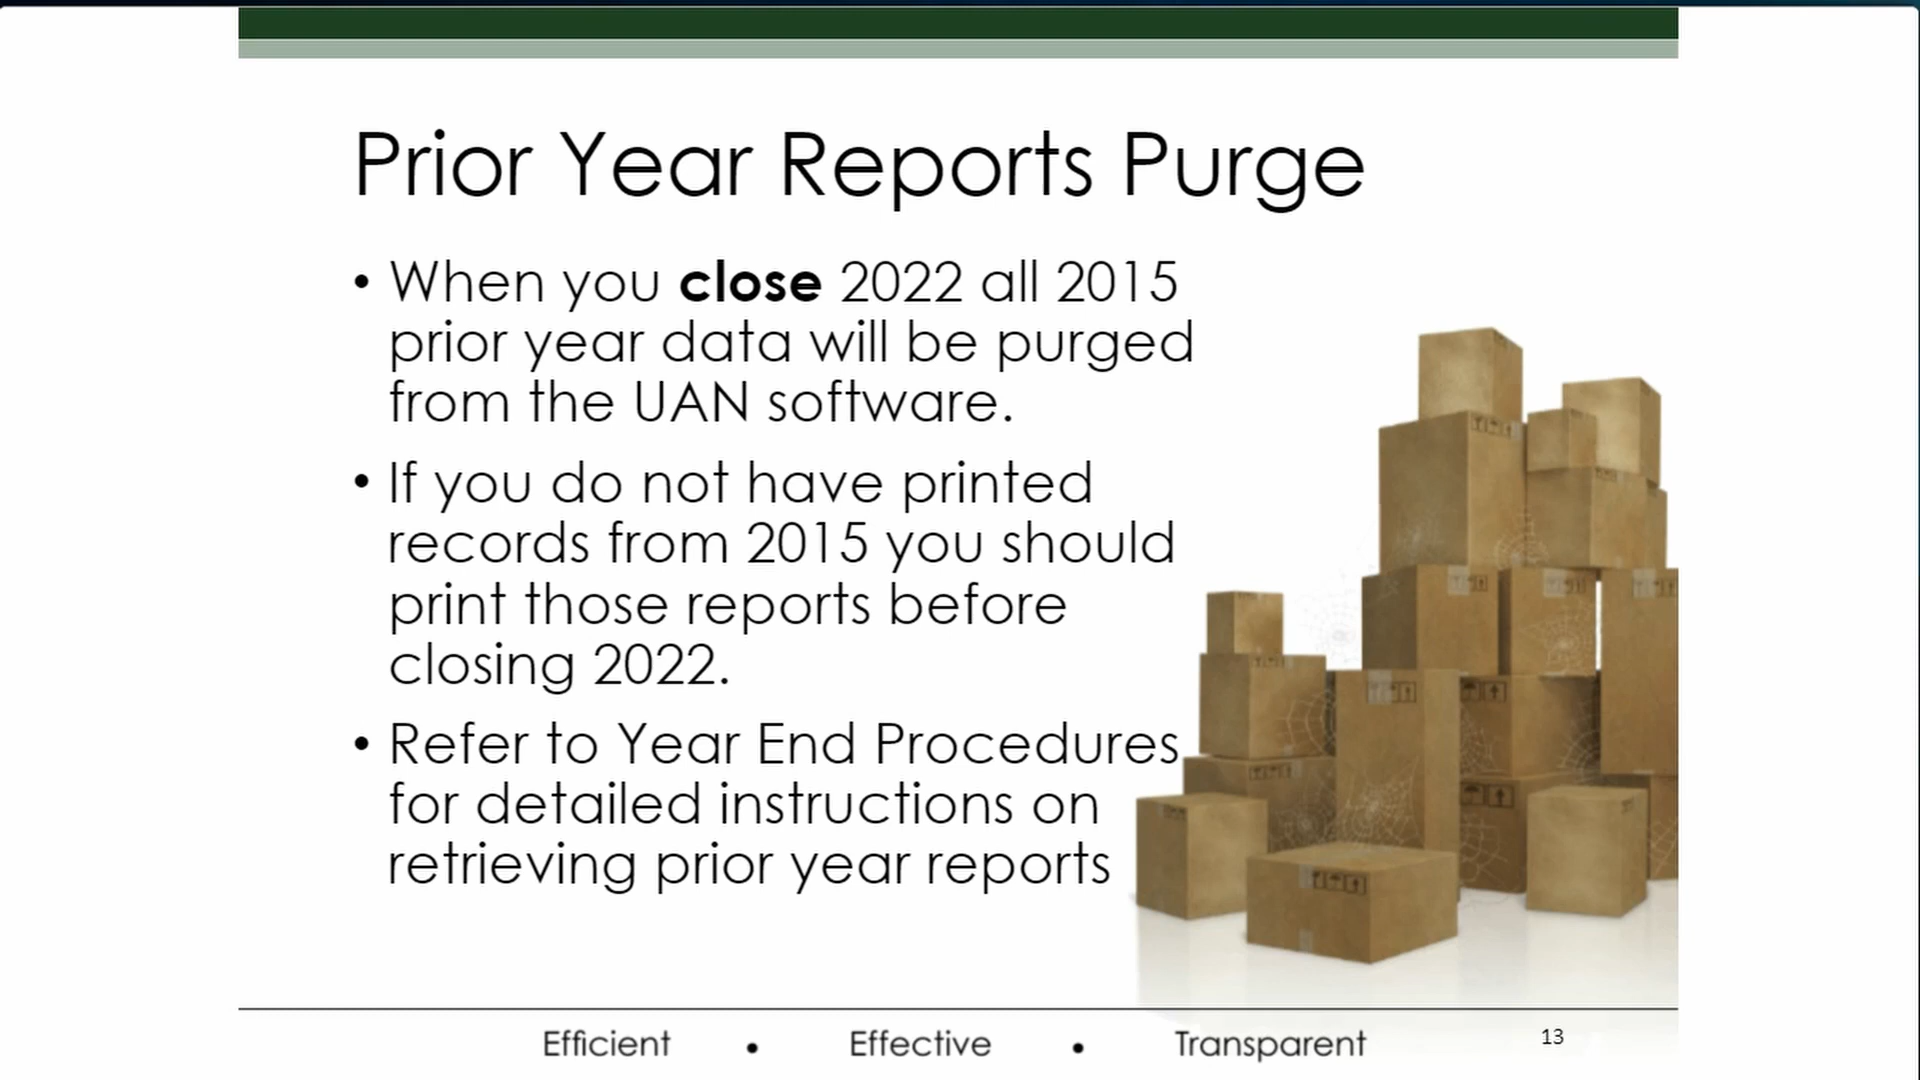 Prior Year Reports Purge
• When you close 2022 all 2015
prior year data will be purged
from the UAN software.
• If you do not have printed
records from 2015 you should
print those reports before
closing 2022.
• Refer to Year End Procedures
for detailed instructions on
retrieving prior year reports
Efficient • Effective • Transparent 13